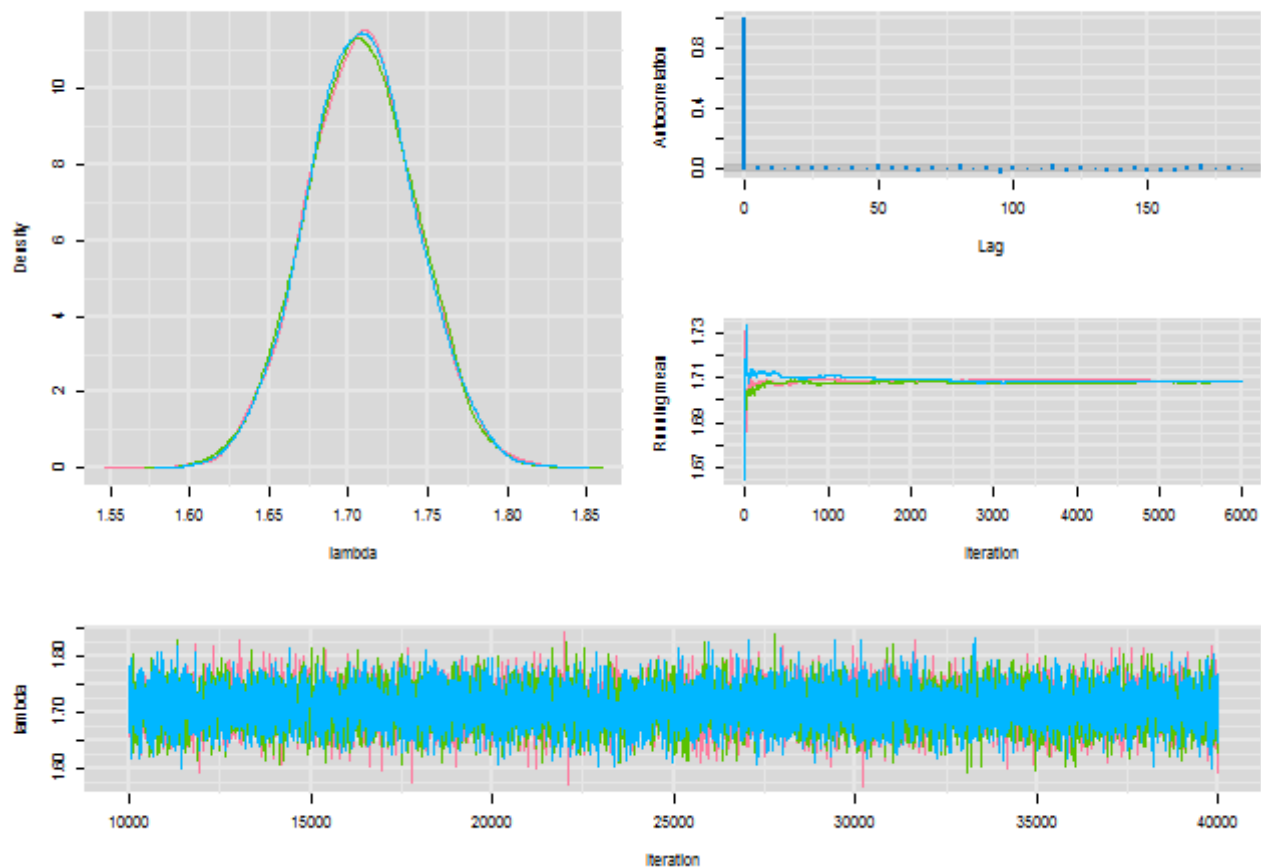 Density
0 2 4 6 8 10
1.55 1.60 1.65 1.70 1.75 1.80 1.85
lambda
Autocorrelation
0.0 0.4 0.8
0 50 100 150
Lag
Running mean
1.67 1.69 1.71 1.73
0 1000 2000 3000 4000 5000 6000
Iteration
lambda
1.60 1.70 1.80
10000 15000 20000 25000 30000 35000 40000
Iteration